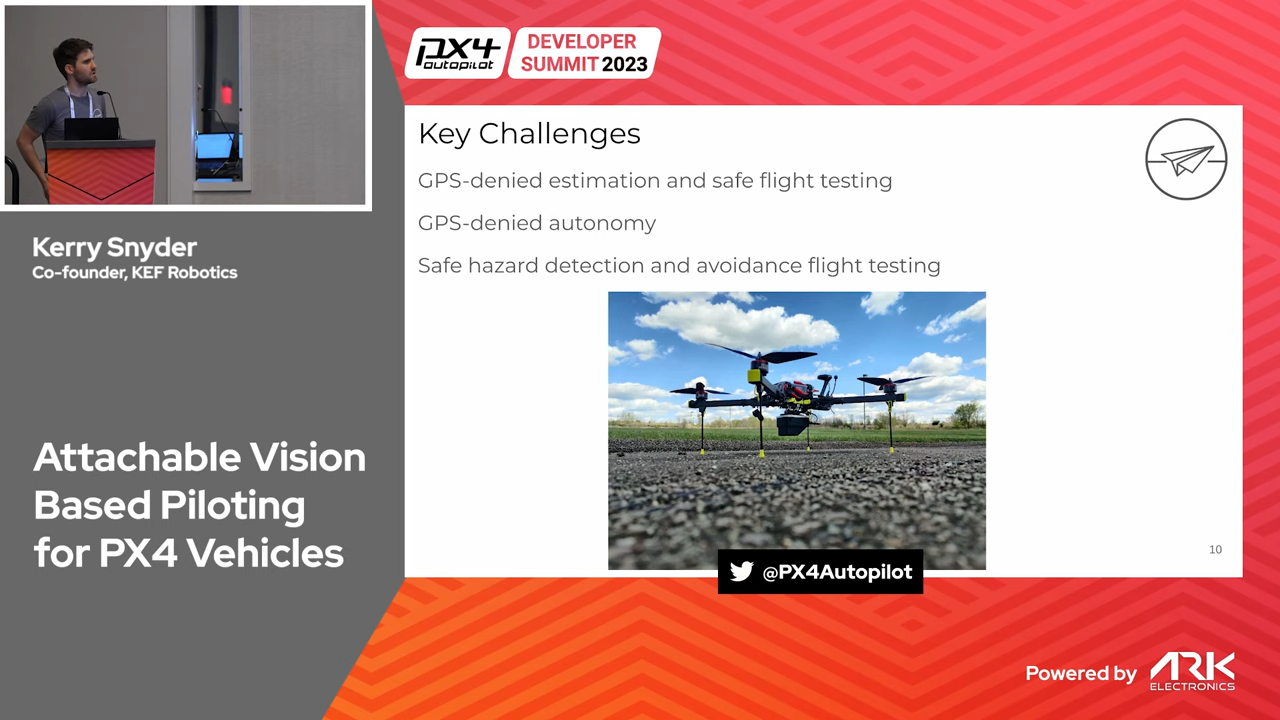 PX4
autopilot
DEVELOPER
SUMMIT 2023
Key Challenges
GPS-denied estimation and safe flight testing
GPS-denied autonomy
Safe hazard detection and avoidance flight testing
10
@PX4Autopilot
Kerry Snyder
Co-founder, KEF Robotics
Attachable Vision
Based Piloting
for PX4 Vehicles
Powered by
ARK
ELECTRONICS